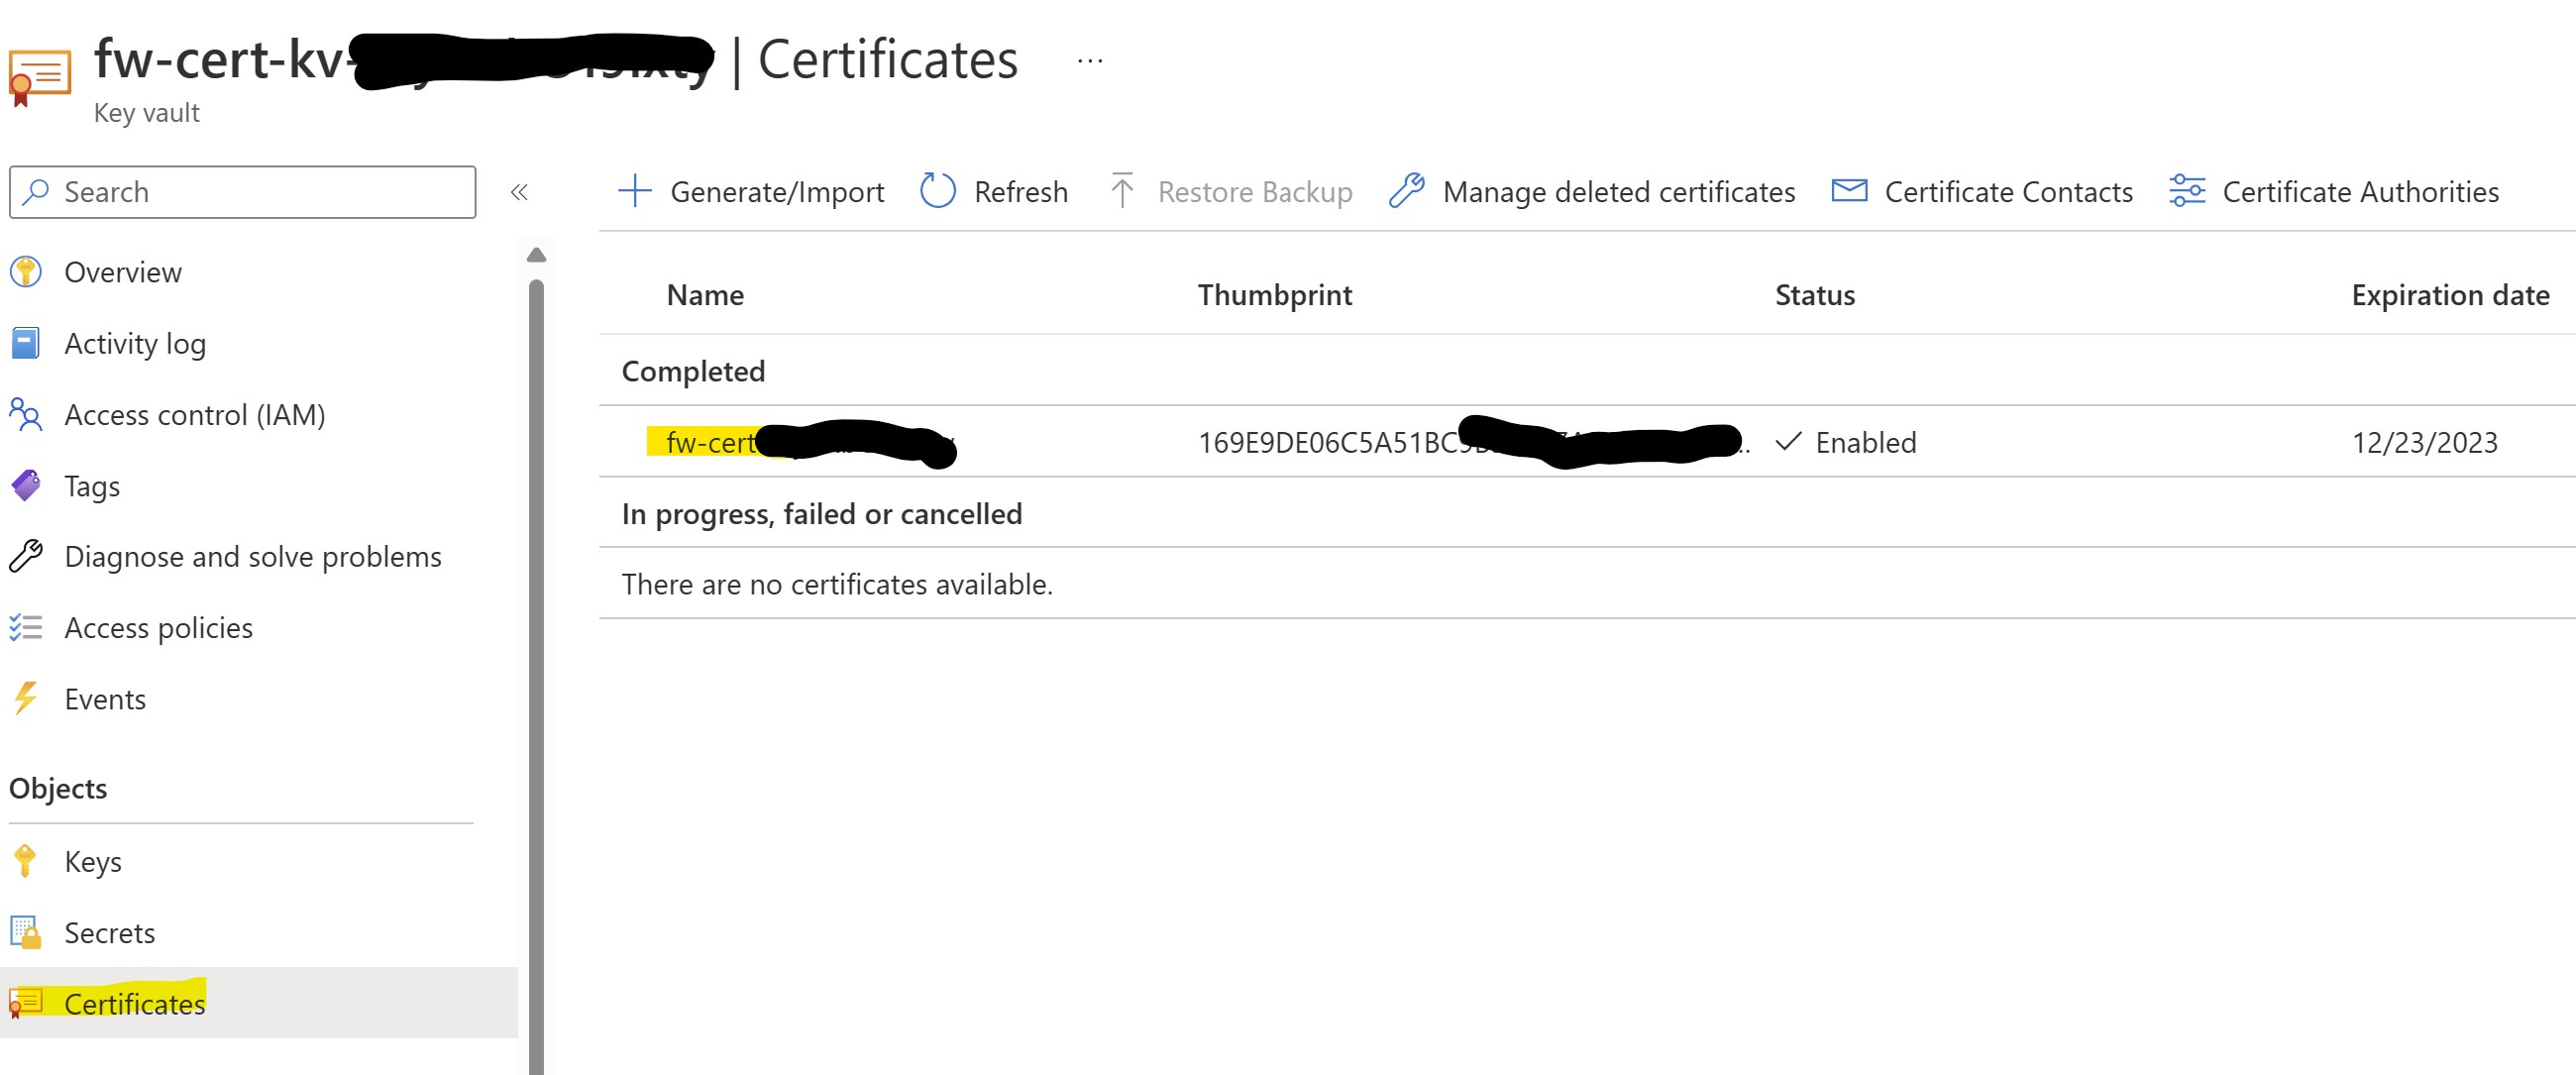 fw-cert-kv- | Certificates ...
Key vault
Search «
Generate/Import Refresh Restore Backup Manage deleted certificates Certificate Contacts Certificate Authorities
Overview
Activity log
Access control (IAM)
Tags
Diagnose and solve problems
Access policies
Events
Objects
Keys
Secrets
Certificates
Name Thumbprint Status Expiration date
Completed
fw-cert 169E9DE06C5A51BC Enabled 12/23/2023
In progress, failed or cancelled
There are no certificates available.